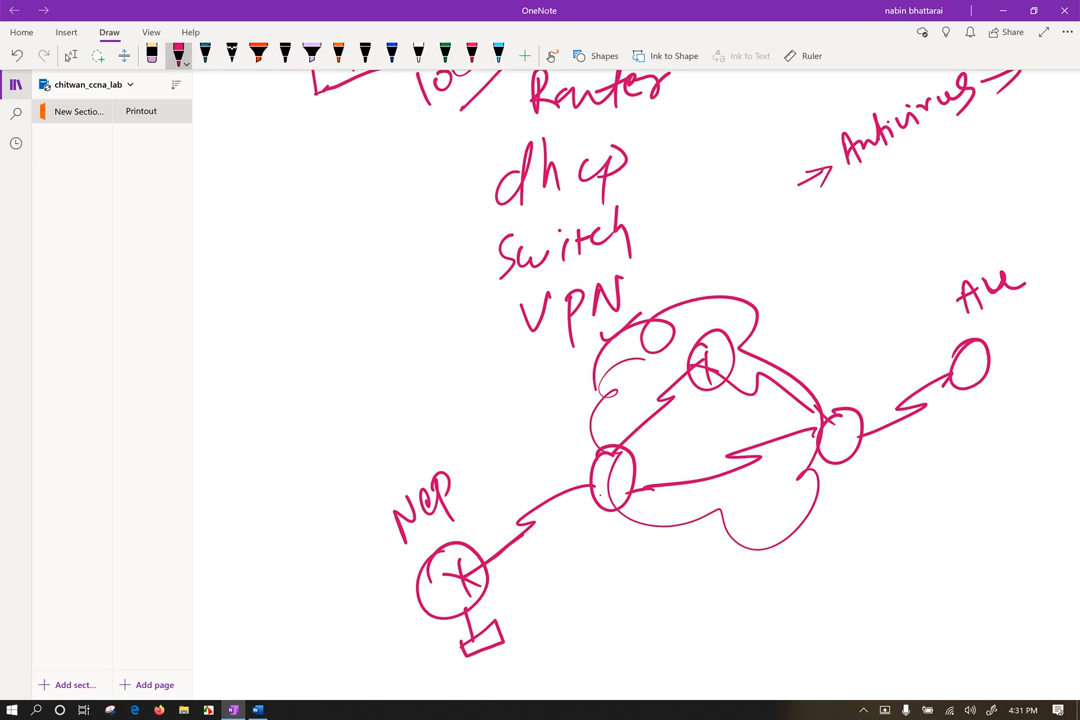 OneNote
nabin bhattarai
Home
Insert
Draw
View
Help
Share
Shapes
Ink to Shape
Ink to Text
Ruler
chitwan_ccna_lab
New Sectio...
Printout
Router
dhcp
Switch
VPN
Antivirus
NEP
Add sect...
Add page
4:31 PM